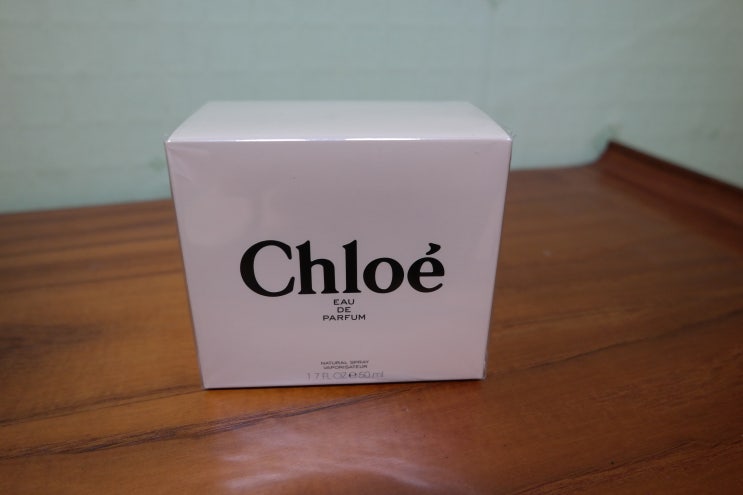 Chloé
EAU
DE
PARFUM
NATURAL SPRAY
VAPORISATEUR
1.7 FL.OZ ℮ 50 ml